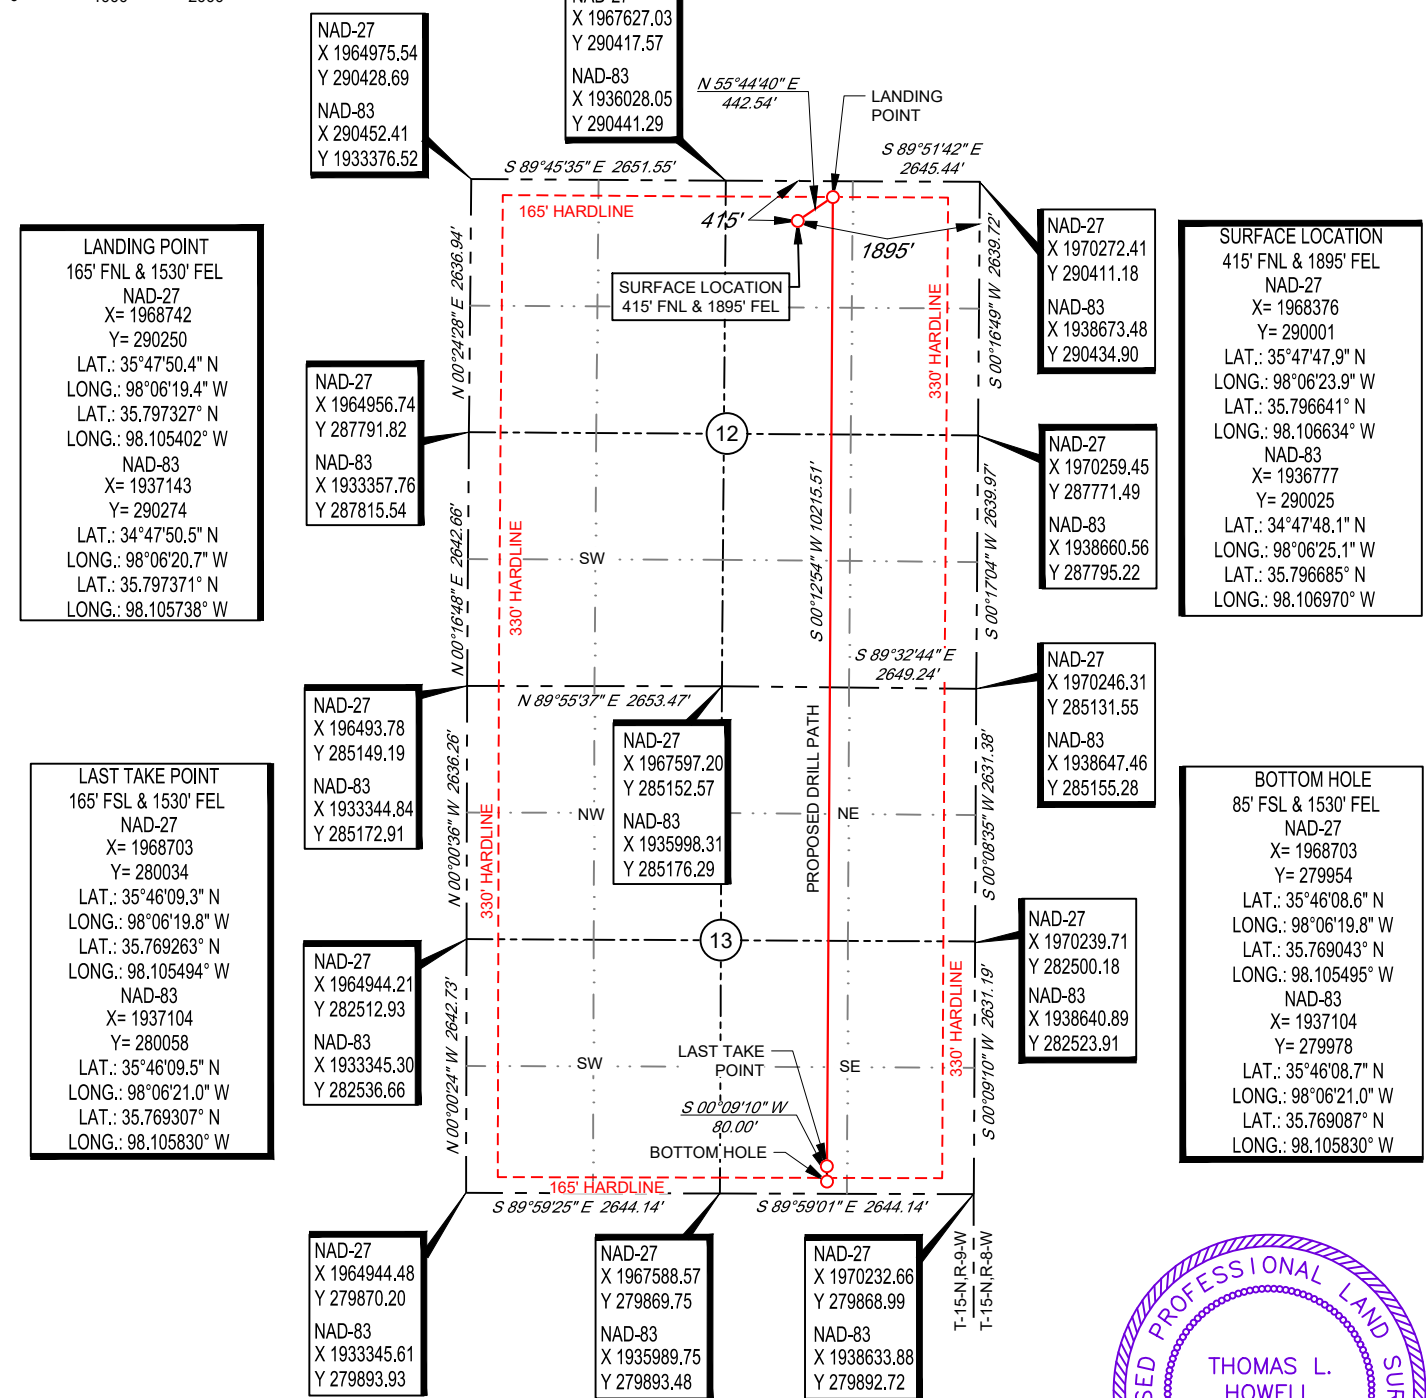 NAD-27
X 1964975.54
Y 290428.69
NAD-83
X 290452.41
Y 1933376.52
X 1967627.03
Y 290417.57
NAD-83
X 1936028.05
Y 290441.29
N 55°44'40" E
442.54'
LANDING
POINT
S 89°45'35" E 2651.55'
S 89°51'42" E
2645.44'
165' HARDLINE
415'
1895'
SURFACE LOCATION
415' FNL & 1895' FEL
NAD-27
X 1970272.41
Y 290411.18
NAD-83
X 1938673.48
Y 290434.90
LANDING POINT
165' FNL & 1530' FEL
NAD-27
X= 1968742
Y= 290250
LAT.: 35°47'50.4" N
LONG.: 98°06'19.4" W
LAT.: 35.797327° N
LONG.: 98.105402° W
NAD-83
X= 1937143
Y= 290274
LAT.: 34°47'50.5" N
LONG.: 98°06'20.7" W
LAT.: 35.797371° N
LONG.: 98.105738° W
SURFACE LOCATION
415' FNL & 1895' FEL
NAD-27
X= 1968376
Y= 290001
LAT.: 35°47'47.9" N
LONG.: 98°06'23.9" W
LAT.: 35.796641° N
LONG.: 98.106634° W
NAD-83
X= 1936777
Y= 290025
LAT.: 34°47'48.1" N
LONG.: 98°06'25.1" W
LAT.: 35.796685° N
LONG.: 98.106970° W
N 00°24'28" E 2636.94'
S 00°16'49" W 2639.72'
330' HARDLINE
NAD-27
X 1964956.74
Y 287791.82
NAD-83
X 1933357.76
Y 287815.54
12
NAD-27
X 1970259.45
Y 287771.49
NAD-83
X 1938660.56
Y 287795.22
N 00°16'48" E 2642.66'
330' HARDLINE
SW
S 00°12'54" W 10215.51'
S 00°17'04" W 2639.97'
S 89°32'44" E
2649.24'
N 89°55'37" E 2653.47'
NAD-27
X 196493.78
Y 285149.19
NAD-83
X 1933344.84
Y 285172.91
NAD-27
X 1967597.20
Y 285152.57
NAD-83
X 1935998.31
Y 285176.29
NAD-27
X 1970246.31
Y 285131.55
NAD-83
X 1938647.46
Y 285155.28
N 00°00'36" W 2636.26'
330' HARDLINE
NW
PROPOSED DRILL PATH
NE
S 00°08'35" W 2631.38'
LAST TAKE POINT
165' FSL & 1530' FEL
NAD-27
X= 1968703
Y= 280034
LAT.: 35°46'09.3" N
LONG.: 98°06'19.8" W
LAT.: 35.769263° N
LONG.: 98.105494° W
NAD-83
X= 1937104
Y= 280058
LAT.: 35°46'09.5" N
LONG.: 98°06'21.0" W
LAT.: 35.769307° N
LONG.: 98.105830° W
BOTTOM HOLE
85' FSL & 1530' FEL
NAD-27
X= 1968703
Y= 279954
LAT.: 35°46'08.6" N
LONG.: 98°06'19.8" W
LAT.: 35.769043° N
LONG.: 98.105495° W
NAD-83
X= 1937104
Y= 279978
LAT.: 35°46'08.7" N
LONG.: 98°06'21.0" W
LAT.: 35.769087° N
LONG.: 98.105830° W
NAD-27
X 1964944.21
Y 282512.93
NAD-83
X 1933345.30
Y 282536.66
13
NAD-27
X 1970239.71
Y 282500.18
NAD-83
X 1938640.89
Y 282523.91
N 00°00'24" W 2642.73'
SW
LAST TAKE
POINT
SE
330' HARDLINE
S 00°09'10" W 2631.19'
S 00°09'10" W
80.00'
BOTTOM HOLE
165' HARDLINE
S 89°59'25" E 2644.14'
S 89°59'01" E 2644.14'
NAD-27
X 1964944.48
Y 279870.20
NAD-83
X 1933345.61
Y 279893.93
NAD-27
X 1967588.57
Y 279869.75
NAD-83
X 1935989.75
Y 279893.48
NAD-27
X 1970232.66
Y 279868.99
NAD-83
X 1938633.88
Y 279892.72
T-15-N,R-9-W
T-15-N,R-8-W
PROFESSIONAL LAND
THOMAS L.
HOWELL